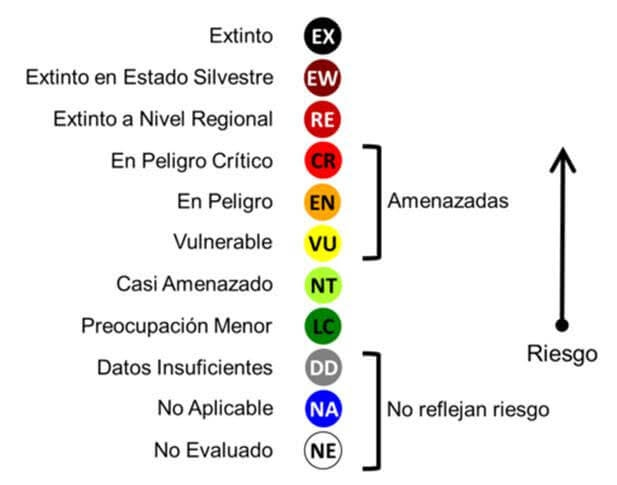 Extinto EX
Extinto en Estado Silvestre EW
Extinto a Nivel Regional RE
En Peligro Crítico CR
En Peligro EN Amenazadas
Vulnerable VU
Casi Amenazado NT
Preocupación Menor LC
Riesgo
Datos Insuficientes DD
No Aplicable NA No reflejan riesgo
No Evaluado NE